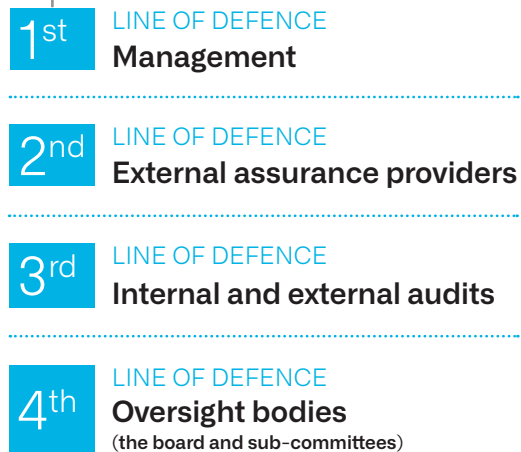 1st
LINE OF DEFENCE
Management
2nd
LINE OF DEFENCE
External assurance providers
3rd
LINE OF DEFENCE
Internal and external audits
4th
LINE OF DEFENCE
Oversight bodies
(the board and sub-committees)